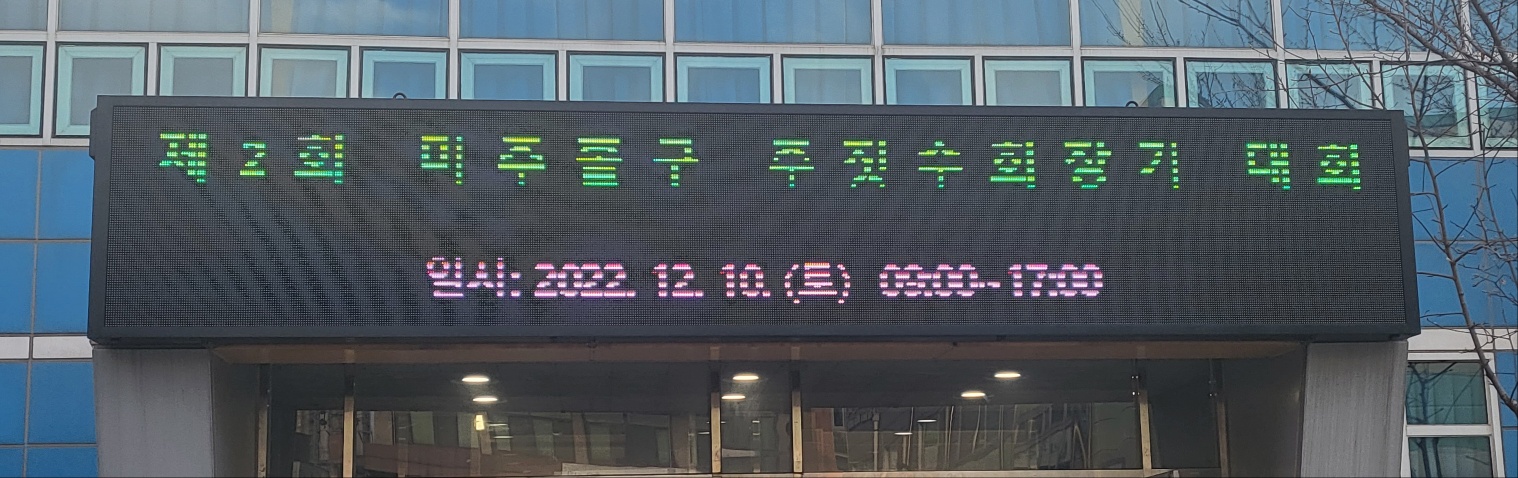 제2회 미추홀구 주짓수회장기 대회
일시: 2022. 12. 10. (토) 09:00~17:00